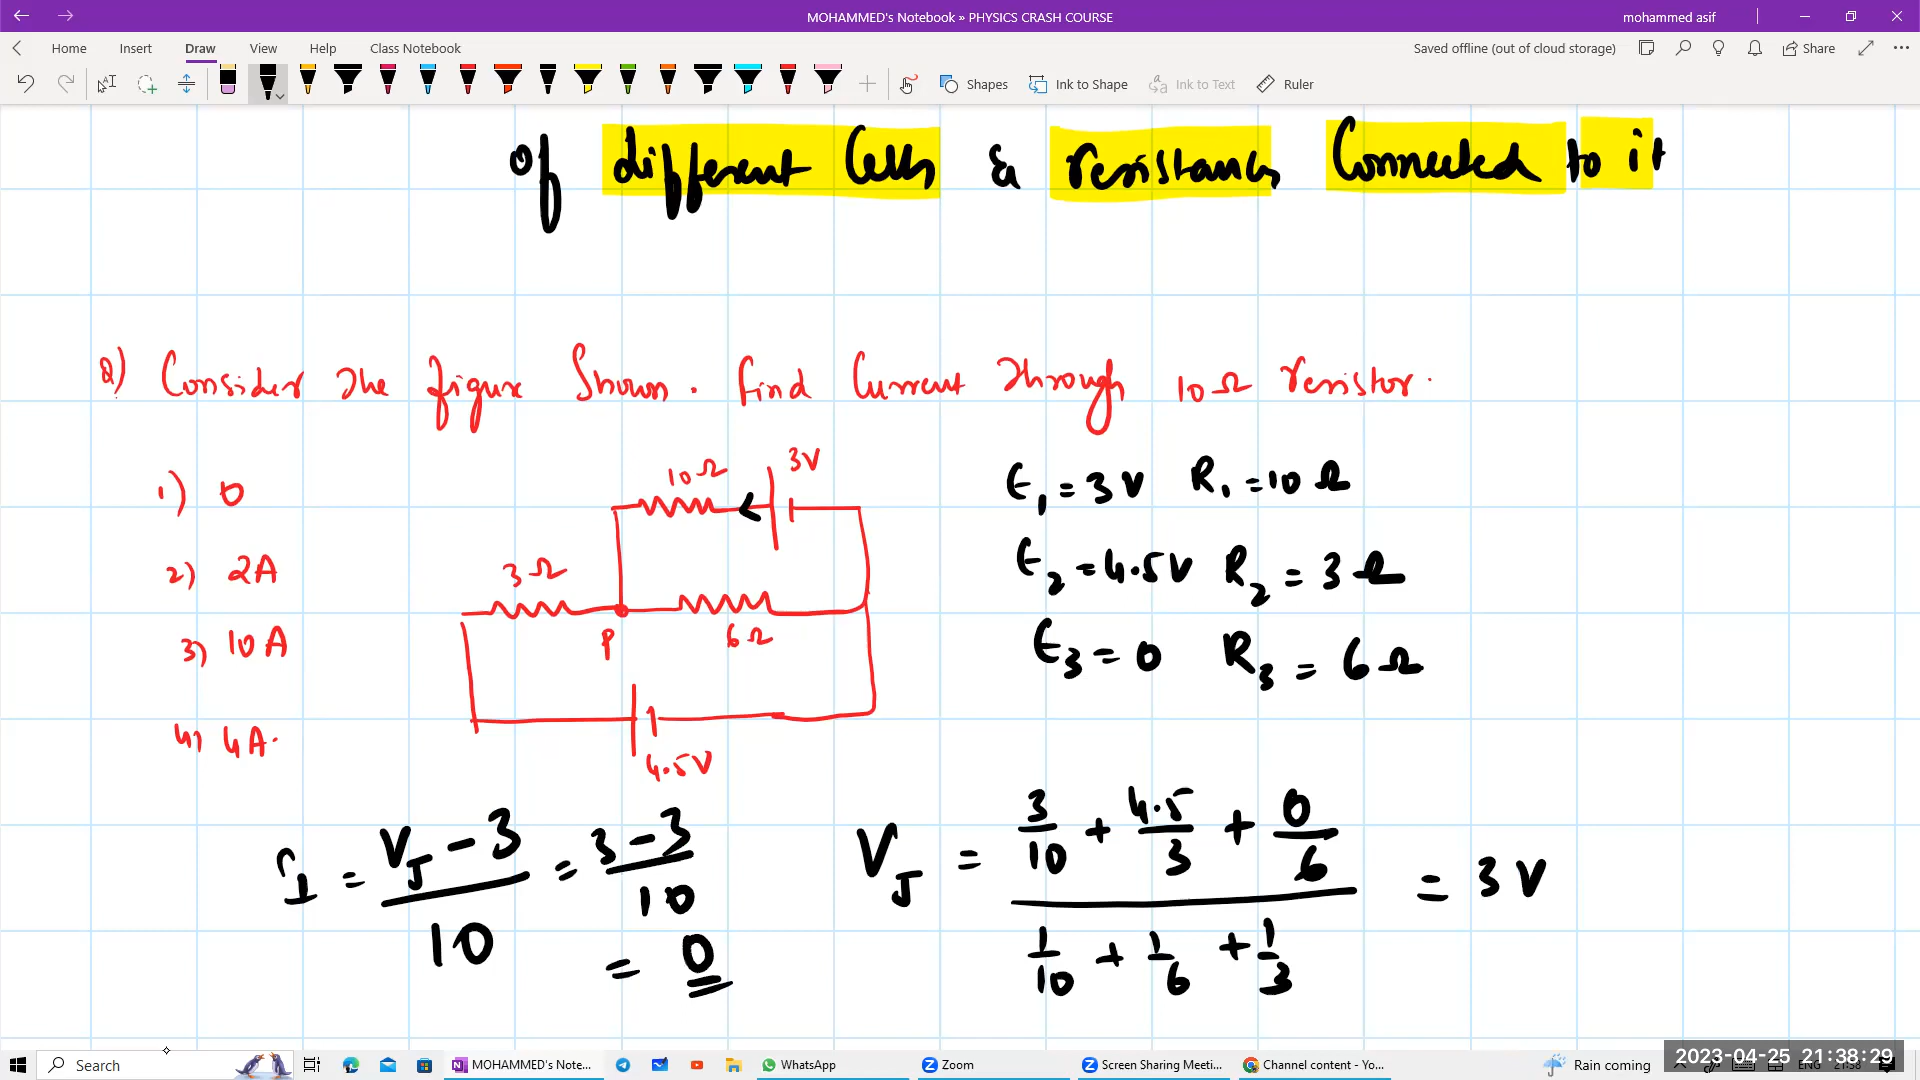 MOHAMMED's Notebook » PHYSICS CRASH COURSE
mohammed asif
Home Insert Draw View Help Class Notebook
Saved offline (out of cloud storage)
Share
Shapes
Ink to Shape
Ink to Text
Ruler
of different Cells & resistances Connected to it
Q) Consider the figure Shown. Find Current Through 10Ω resistor.
1) 0
2) 2A
3) 10A
4) 4A.
10Ω 3V
3Ω
P 6Ω
4.5V
E₁ = 3V R₁ = 10Ω
E₂ = 4.5V R₂ = 3Ω
E₃ = 0 R₃ = 6Ω
I = (V_J - 3)/10 = (3 - 3)/10
= 0
V_J = (3/10 + 4.5/3 + 0/6)/(1/10 + 1/6 + 1/3) = 3V
Search
MOHAMMED's Note...
WhatsApp
Zoom
Screen Sharing Meeti...
Channel content - Yo...
Rain coming
ENG
2023-04-25 21:38:29